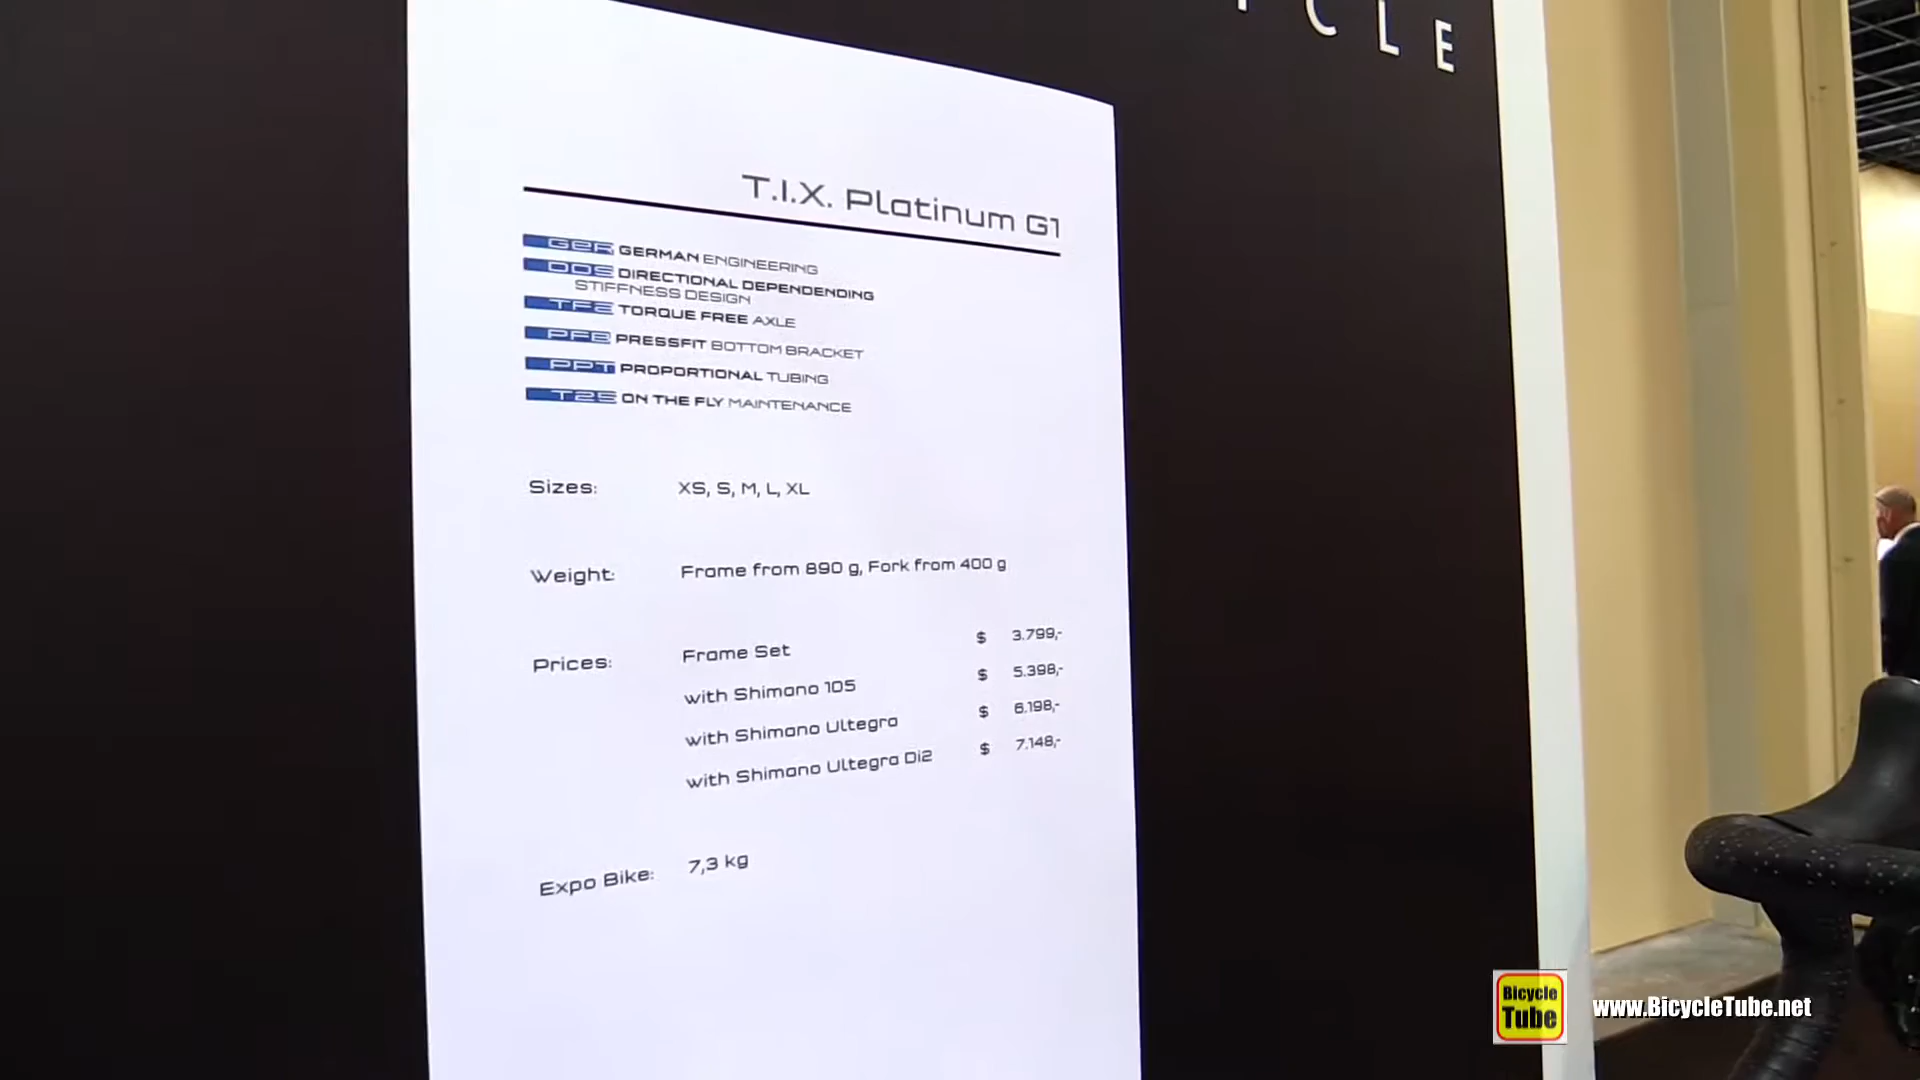 CLE
T.I.X. Platinum G1
GER GERMAN ENGINEERING
DDS DIRECTIONAL DEPENDENDING
STIFFNESS DESIGN
TF2 TORQUE FREE AXLE
PFB PRESSFIT BOTTOM BRACKET
PPT PROPORTIONAL TUBING
T25 ON THE FLY MAINTENANCE
Sizes: XS, S, M, L, XL
Weight: Frame from 890 g, Fork from 400 g
Prices: Frame Set $ 3.799,-
with Shimano 105 $ 5.398,-
with Shimano Ultegra $ 6.198,-
with Shimano Ultegra Di2 $ 7.148,-
Expo Bike: 7,3 kg
Bicycle
Tube
www.BicycleTube.net